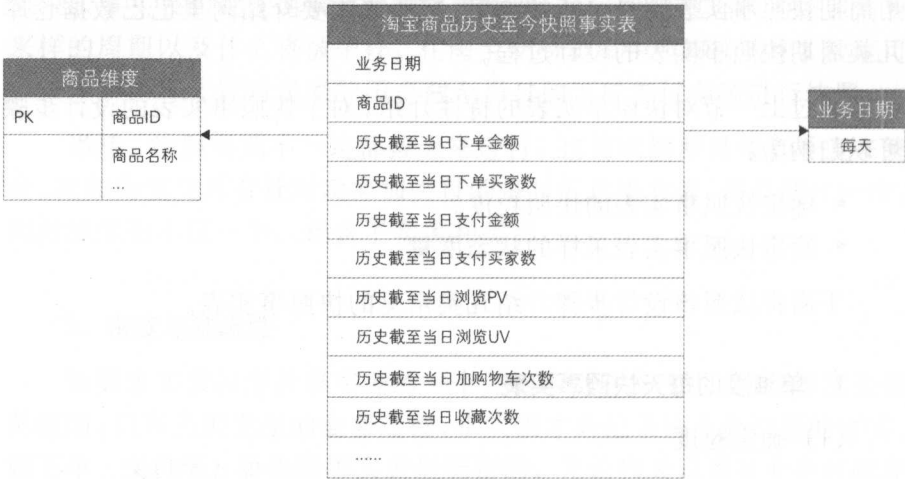 淘宝商品历史至今快照事实表
业务日期
商品ID
历史截至当日下单金额
历史截至当日下单买家数
历史截至当日支付金额
历史截至当日支付买家数
历史截至当日浏览PV
历史截至当日浏览UV
历史截至当日加购物车次数
历史截至当日收藏次数
……
商品维度
PK 商品ID
商品名称
...
业务日期
每天